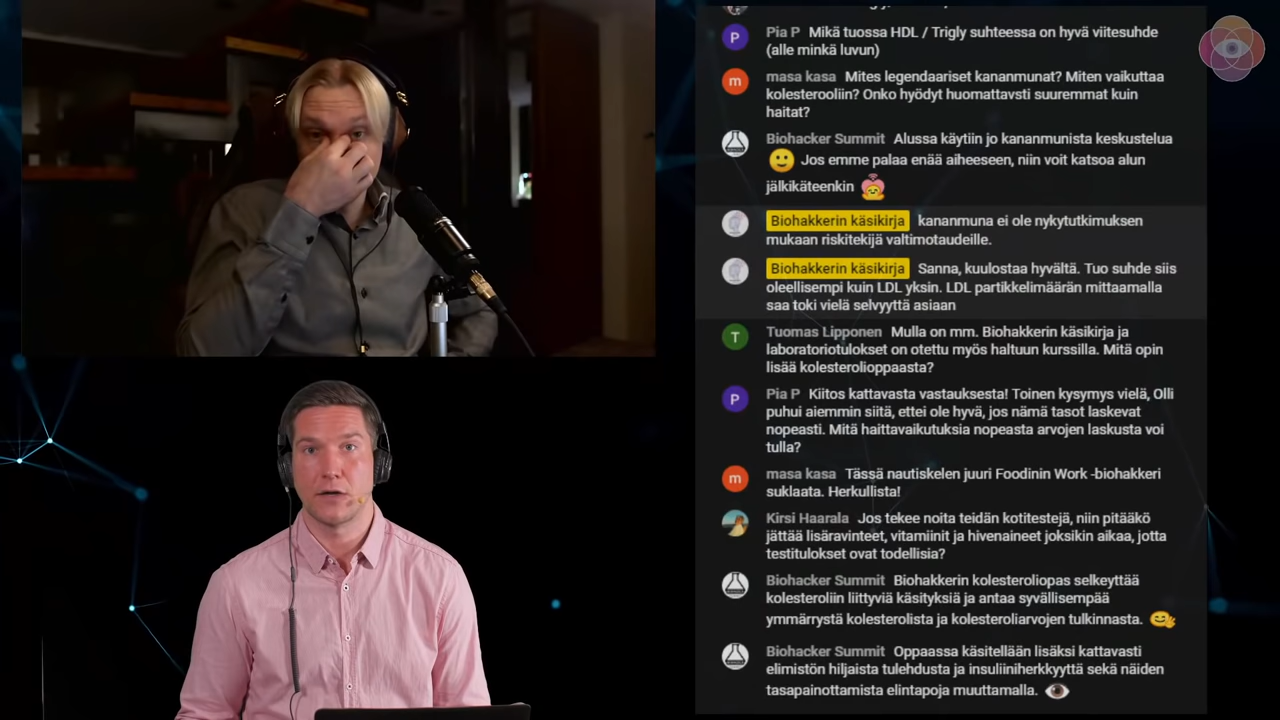 Pia P Mikä tuossa HDL / Trigly suhteessa on hyvä viitesuhde
(alle minkä luvun)
masa kasa Mites legendaariset kananmunat? Miten vaikuttaa
kolesterooliin? Onko hyödyt huomattavsti suuremmat kuin
haitat?
Biohacker Summit Alussa käytiin jo kananmunista keskustelua
Jos emme palaa enää aiheeseen, niin voit katsoa alun
jälkikäteenkin
Biohakkerin käsikirja kananmuna ei ole nykytutkimuksen
mukaan riskitekijä valtimotaudeille.
Biohakkerin käsikirja Sanna, kuulostaa hyvältä. Tuo suhde siis
oleellisempi kuin LDL yksin. LDL partikkelimäärän mittaamalla
saa toki vielä selvyyttä asiaan
Tuomas Lipponen Mulla on mm. Biohakkerin käsikirja ja
laboratoriotulokset on otettu myös haltuun kurssilla. Mitä opin
lisää kolesterolioppaasta?
Pia P Kiitos kattavasta vastauksesta! Toinen kysymys vielä, Olli
puhui aiemmin siitä, ettei ole hyvä, jos nämä tasot laskevat
nopeasti. Mitä haittavaikutuksia nopeasta arvojen laskusta voi
tulla?
masa kasa Tässä nautiskelen juuri Foodinin Work -biohakkeri
suklaata. Herkullista!
Kirsi Haarala Jos tekee noita teidän kotitestejä, niin pitääkö
jättää lisäravinteet, vitamiinit ja hivenaineet joksikin aikaa, jotta
testitulokset ovat todellisia?
Biohacker Summit Biohakkerin kolesteroliopas selkeyttää
kolesteroliin liittyviä käsityksiä ja antaa syvällisempää
ymmärrystä kolesterolista ja kolesteroliarvojen tulkinnasta.
Biohacker Summit Oppaassa käsitellään lisäksi kattavasti
elimistön hiljaista tulehdusta ja insuliiniherkkyyttä sekä näiden
tasapainottamista elintapoja muuttamalla.